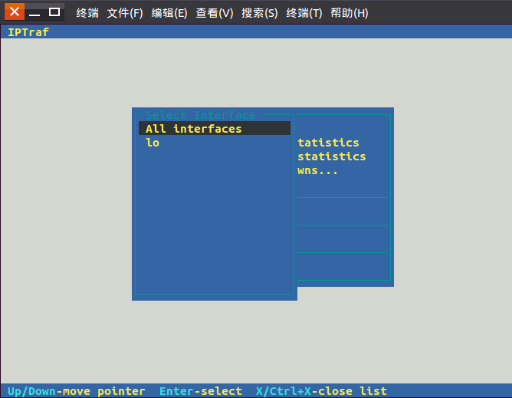 终端 文件(F) 编辑(E) 查看(V) 搜索(S) 终端(T) 帮助(H)
IPTraf
Select Interface
All interfaces
lo
tatistics
statistics
wns...
Up/Down-move pointer Enter-select X/Ctrl+X-close list